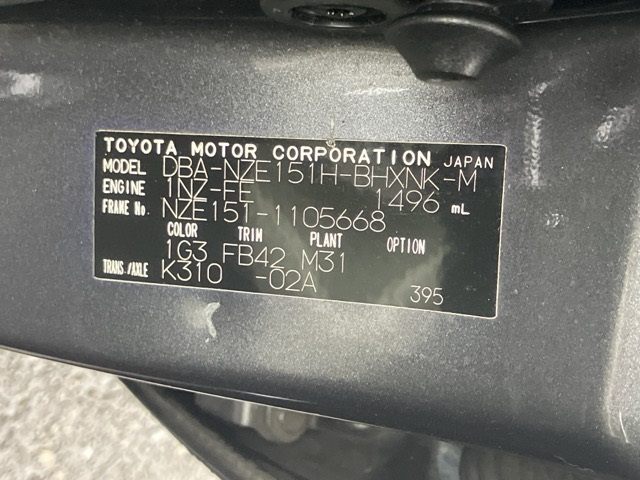 TOYOTA MOTOR CORPORATION JAPAN
MODEL DBA-NZE151H-BHXNK-M
ENGINE 1NZ-FE 1496 mL
FRAME No. NZE151-1105668
COLOR TRIM PLANT OPTION
1G3 FB42 M31
TRANS./AXLE K310 -02A
395